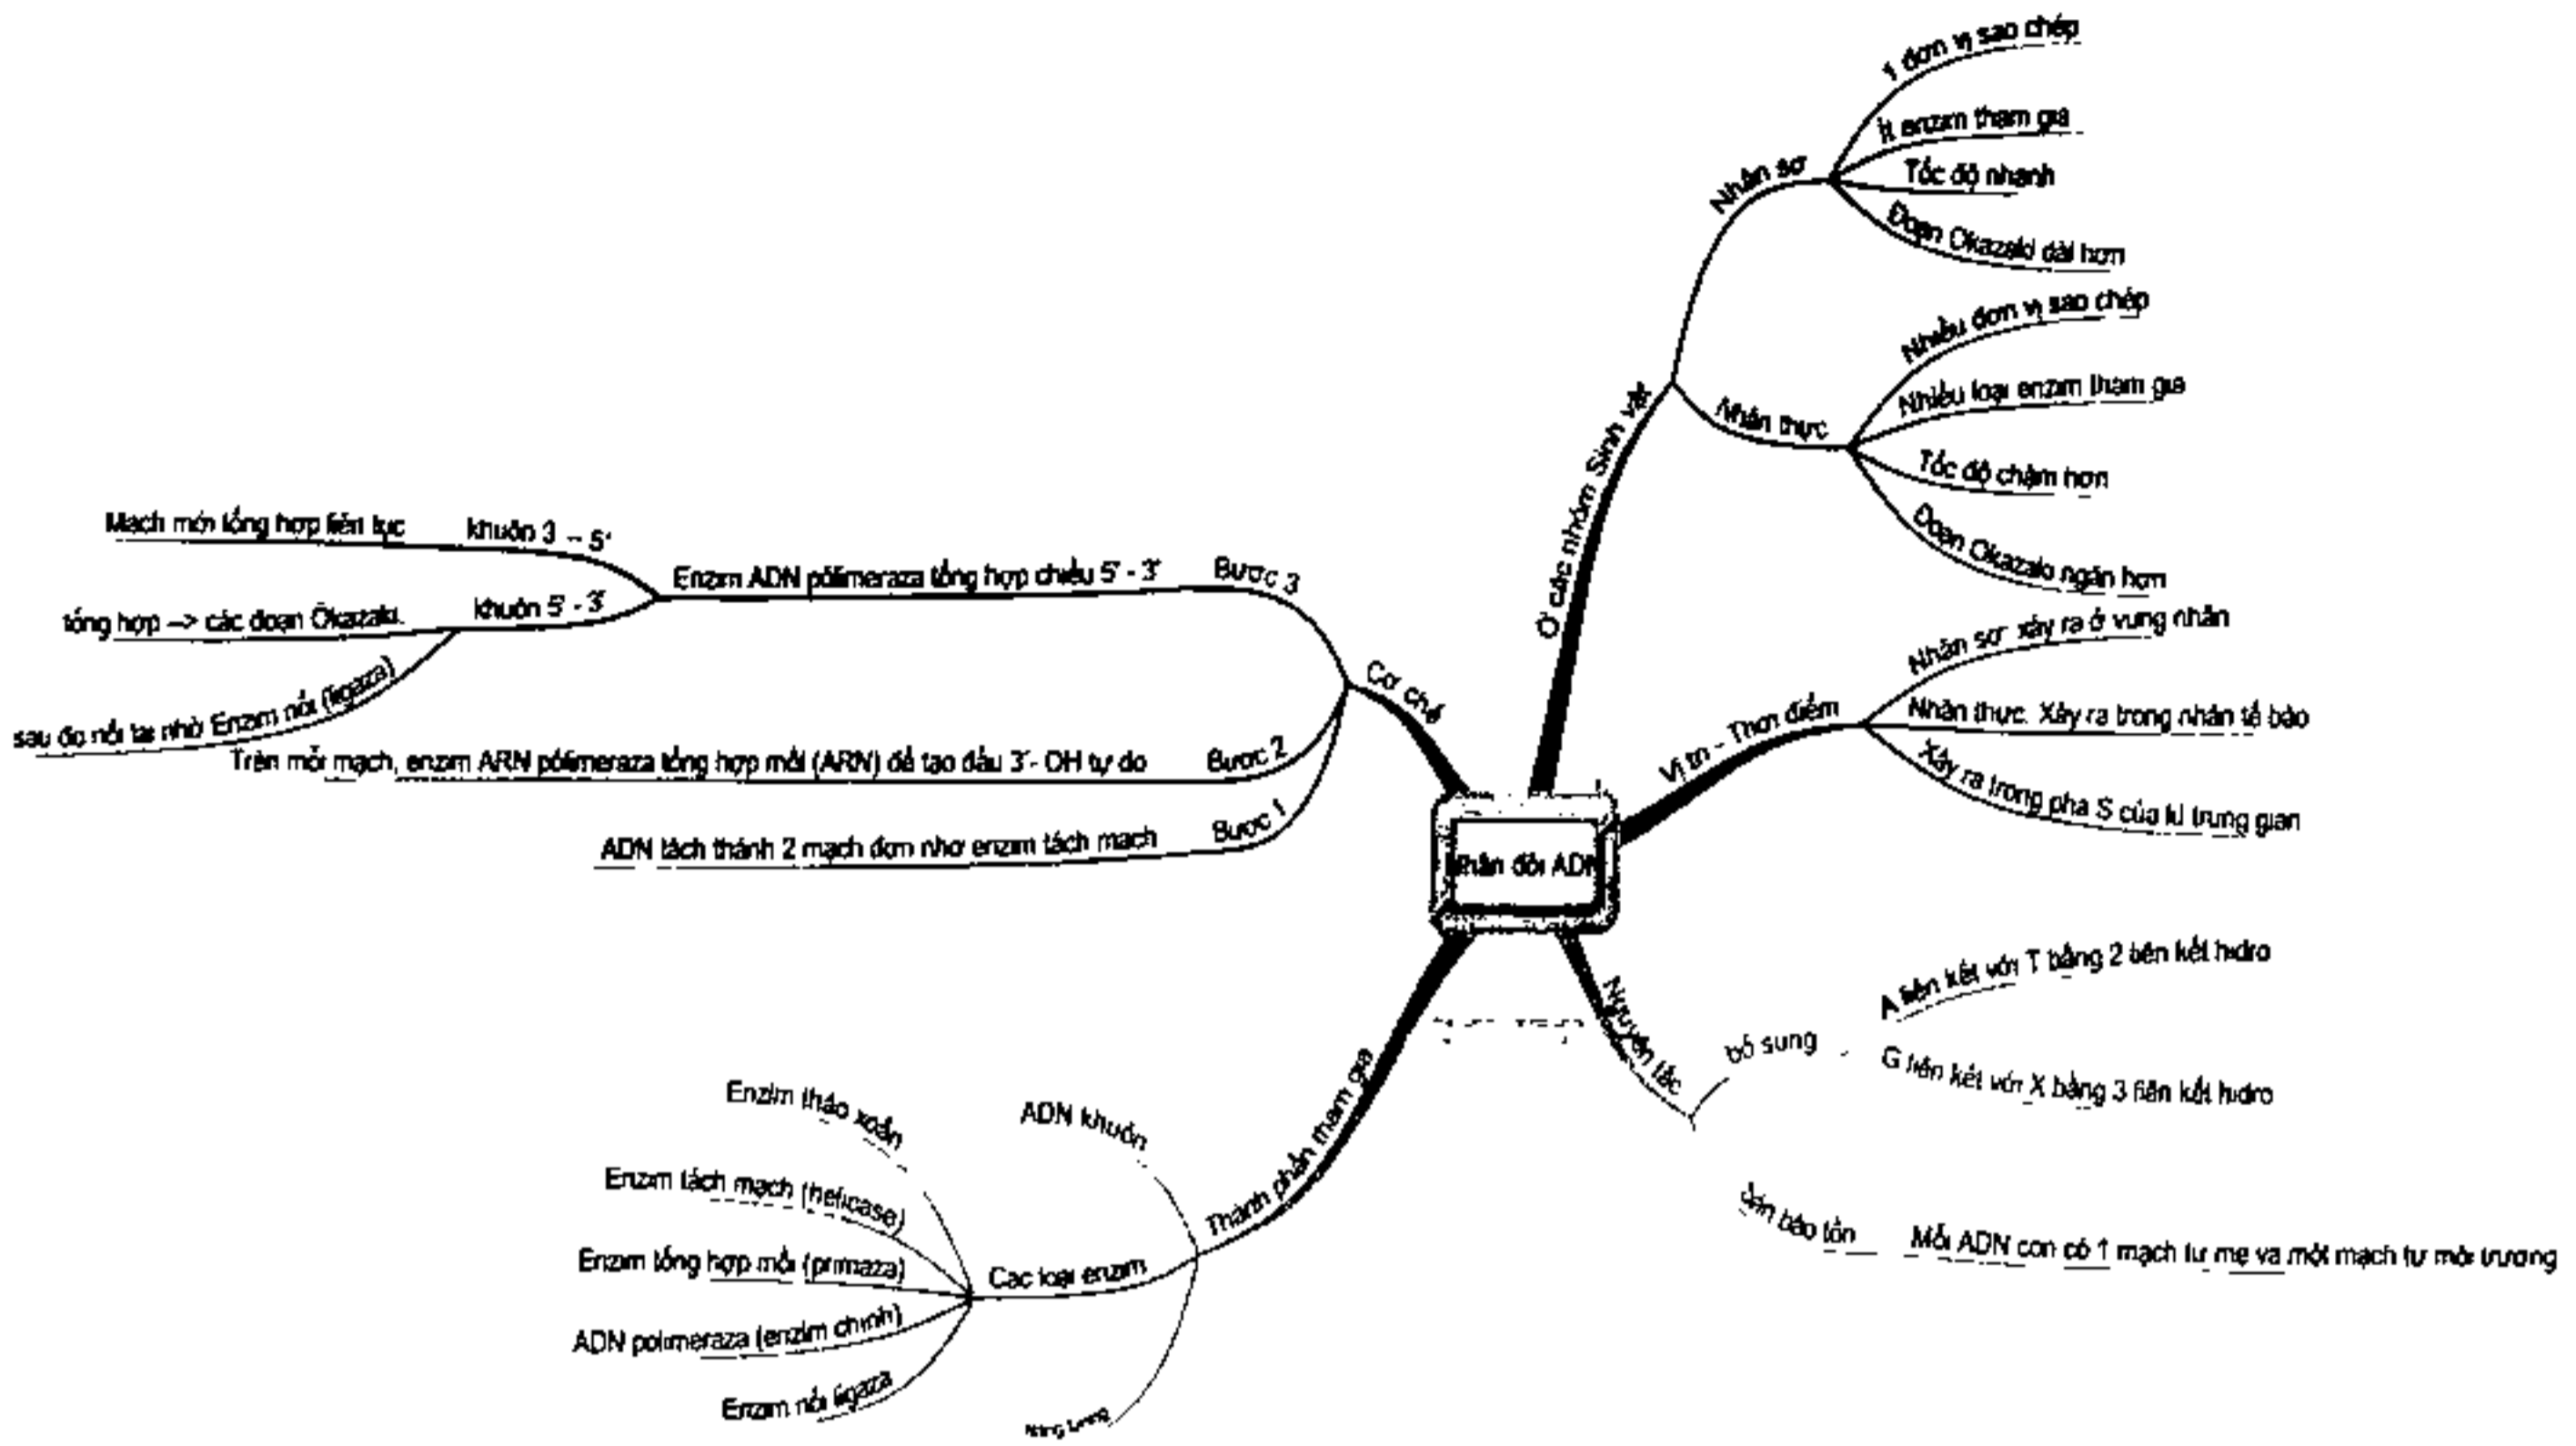 Nhân đôi ADN
Ở các nhóm Sinh vật
Nhân sơ
1 đơn vị sao chép
Ít enzim tham gia
Tốc độ nhanh
Đoạn Okazaki dài hơn
Nhân thực
Nhiều đơn vị sao chép
Nhiều loại enzim tham gia
Tốc độ chậm hơn
Đoạn Okazaki ngắn hơn
Vị trí - Thời điểm
Nhân sơ: xảy ra ở vùng nhân
Nhân thực: Xảy ra trong nhân tế bào
Xảy ra trong pha S của kì trung gian
Nguyên tắc
bổ sung
A liên kết với T bằng 2 liên kết hidro
G liên kết với X bằng 3 liên kết hidro
bán bảo tồn
Mỗi ADN con có 1 mạch từ mẹ và một mạch từ môi trường
Thành phần tham gia
ADN khuôn
Các loại enzim
Enzim tháo xoắn
Enzim tách mạch (helicase)
Enzim tổng hợp mồi (primaza)
ADN polimeraza (enzim chính)
Enzim nối ligaza
Cơ chế
Bước 1
ADN tách thành 2 mạch đơn nhờ enzim tách mạch
Bước 2
Trên mỗi mạch, enzim ARN pôlimeraza tổng hợp mồi (ARN) để tạo đầu 3'- OH tự do
Bước 3
Enzim ADN pôlimeraza tổng hợp chiều 5' - 3'
khuôn 3 – 5'
Mạch mới tổng hợp liên tục
khuôn 5' - 3'
tổng hợp --> các đoạn Ôkazaki.
sau đó nối lại nhờ Enzim nối (ligaza)